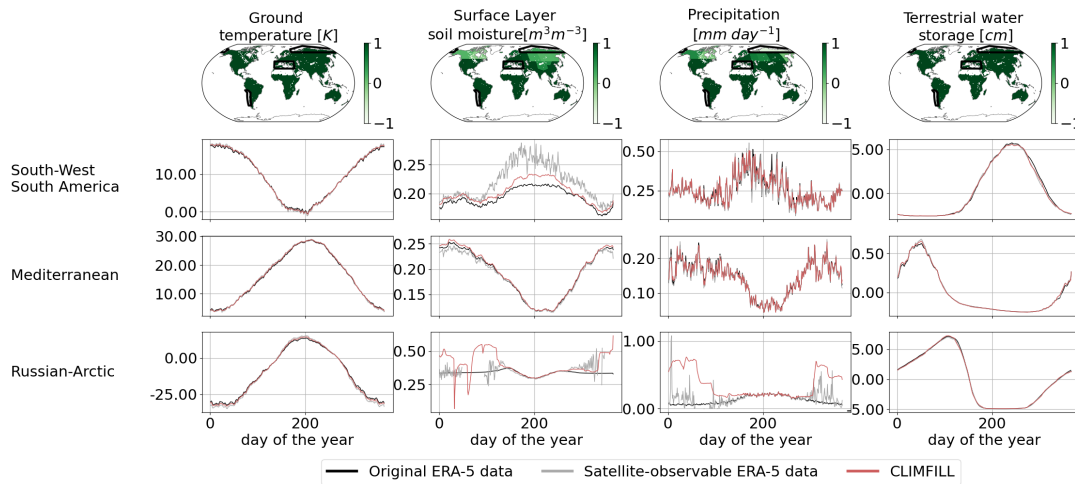 Ground
temperature [K]
Surface Layer
soil moisture[m³m⁻³]
Precipitation
[mm day⁻¹]
Terrestrial water
storage [cm]
1
0
−1
1
0
−1
1
0
−1
1
0
−1
South-West
South America
10.00
0.00
0.25
0.20
0.50
0.25
5.00
0.00
Mediterranean
30.00
20.00
10.00
0.25
0.20
0.15
0.20
0.10
0.50
0.00
Russian-Arctic
0.00
-25.00
0.50
0.25
1.00
0.00
5.00
0.00
-5.00
0
200
0
200
0
200
0
200
day of the year
day of the year
day of the year
day of the year
Original ERA-5 data
Satellite-observable ERA-5 data
CLIMFILL